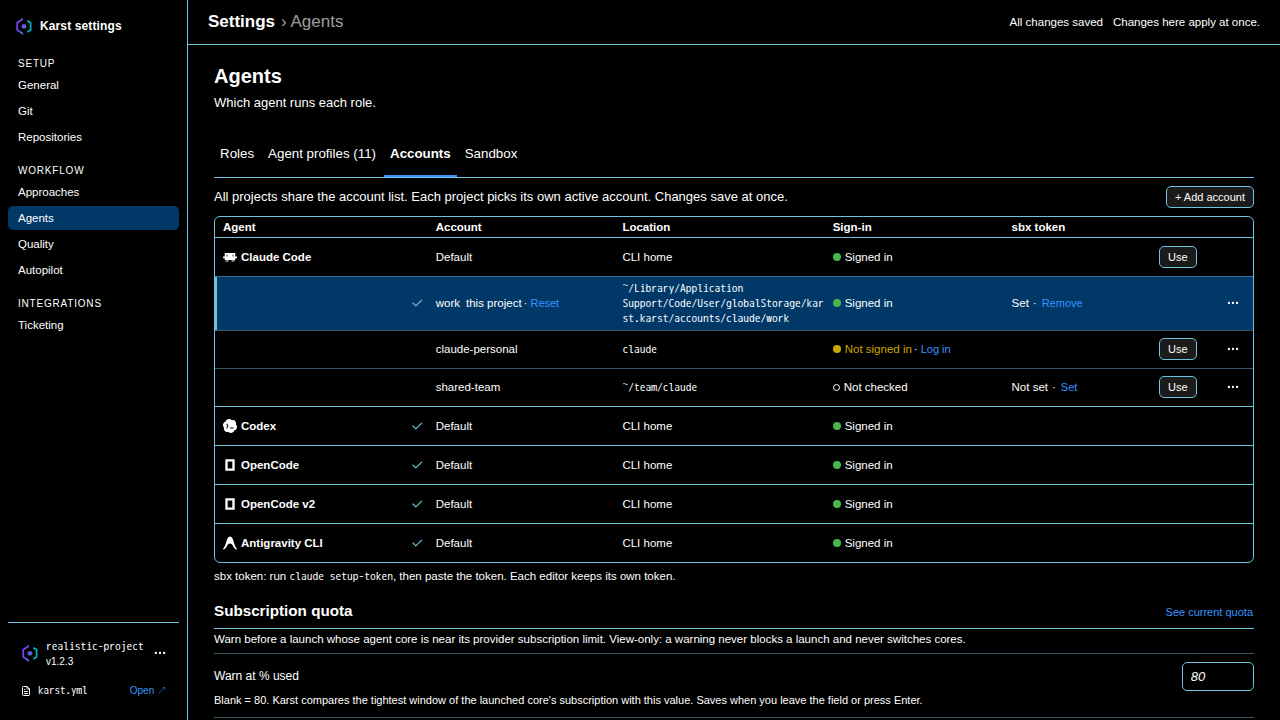 Karst settings
SETUP
General
Git
Repositories
WORKFLOW
Approaches
Agents
Quality
Autopilot
INTEGRATIONS
Ticketing
realistic-project
v1.2.3
karst.yml Open ↗
Settings › Agents
All changes saved Changes here apply at once.
Agents
Which agent runs each role.
Roles Agent profiles (11) Accounts Sandbox
All projects share the account list. Each project picks its own active account. Changes save at once.
+ Add account
Agent Account Location Sign-in sbx token
Claude Code Default CLI home Signed in Use
work this project · Reset ~/Library/Application Support/Code/User/globalStorage/kar st.karst/accounts/claude/work Signed in Set · Remove ···
claude-personal claude Not signed in · Log in Use ···
shared-team ~/team/claude Not checked Not set · Set Use ···
Codex Default CLI home Signed in
OpenCode Default CLI home Signed in
OpenCode v2 Default CLI home Signed in
Antigravity CLI Default CLI home Signed in
sbx token: run claude setup-token, then paste the token. Each editor keeps its own token.
Subscription quota
See current quota
Warn before a launch whose agent core is near its provider subscription limit. View-only: a warning never blocks a launch and never switches cores.
Warn at % used
80
Blank = 80. Karst compares the tightest window of the launched core's subscription with this value. Saves when you leave the field or press Enter.